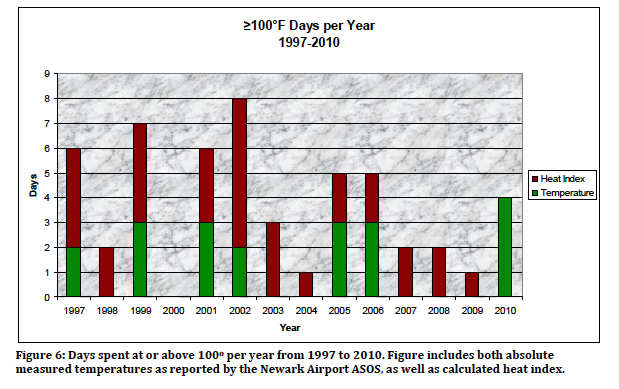 ≥100°F Days per Year
1997-2010
9
8
7
6
5
4
3
2
1
0
Days
1997 1998 1999 2000 2001 2002 2003 2004 2005 2006 2007 2008 2009 2010
Year
Heat Index
Temperature
Figure 6: Days spent at or above 100º per year from 1997 to 2010. Figure includes both absolute
measured temperatures as reported by the Newark Airport ASOS, as well as calculated heat index.